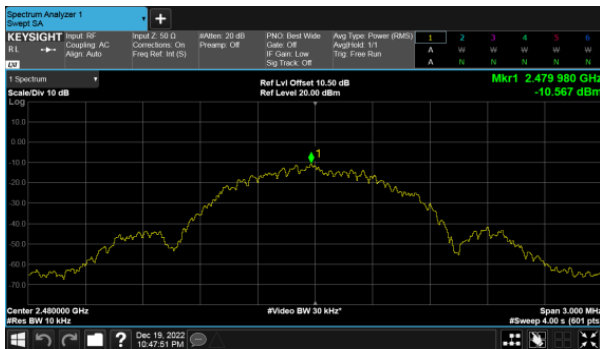 Spectrum Analyzer 1
Swept SA
+
KEYSIGHT Input: RF Input Z: 50 Ω #Atten: 20 dB PNO: Best Wide Avg Type: Power (RMS) 1 2 3 4 5 6
RL Coupling: AC Corrections: On Preamp: Off Gate: Off Avg|Hold: 1/1 A W W W W W
Align: Auto Freq Ref: Int (S) IF Gain: Low Trig: Free Run
LXI Sig Track: Off A N N N N N
1 Spectrum Mkr1 2.479 980 GHz
Ref Lvl Offset 10.50 dB
Scale/Div 10 dB Ref Level 20.00 dBm -10.567 dBm
Log
10.0
0.00
1
-10.0
-20.0
-30.0
-40.0
-50.0
-60.0
-70.0
Center 2.480000 GHz #Video BW 30 kHz* Span 3.000 MHz
#Res BW 10 kHz #Sweep 4.00 s (601 pts)
? Dec 19, 2022
10:47:51 PM